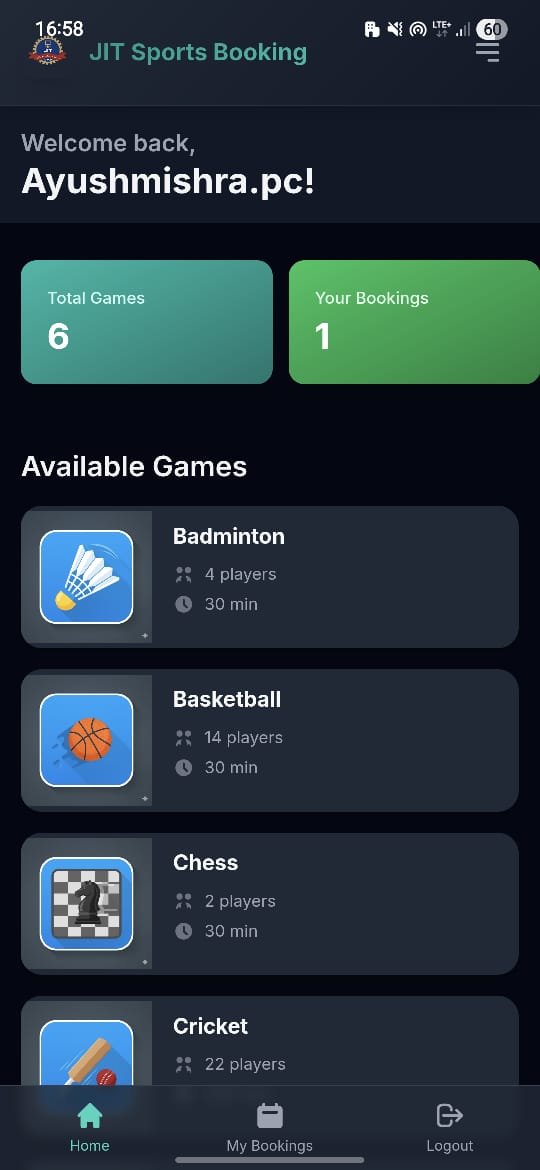 16:58
LTE+
60
JIT Sports Booking
Welcome back,
Ayushmishra.pc!
Total Games
6
Your Bookings
1
Available Games
Badminton
4 players
30 min
Basketball
14 players
30 min
Chess
2 players
30 min
Cricket
22 players
Home
My Bookings
Logout